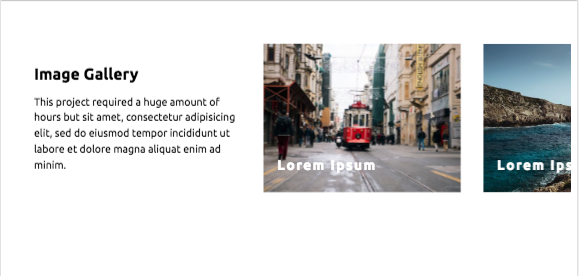 Image Gallery
This project required a huge amount of
hours but sit amet, consectetur adipisicing
elit, sed do eiusmod tempor incididunt ut
labore et dolore magna aliquat enim ad
minim.
Lorem Ipsum
Lorem Ips